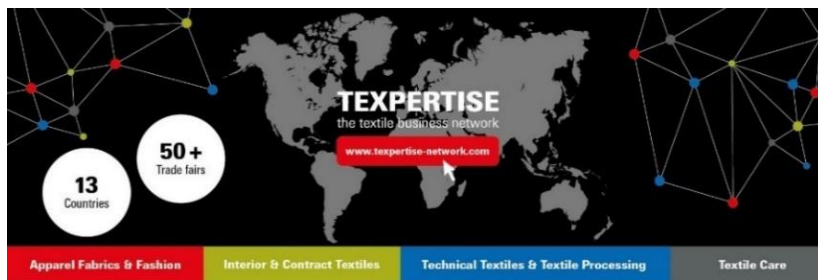 TEXPERTISE
the textile business network
www.texpertise-network.com
50 +
Trade fairs
13
Countries
Apparel Fabrics & Fashion
Interior & Contract Textiles
Technical Textiles & Textile Processing
Textile Care